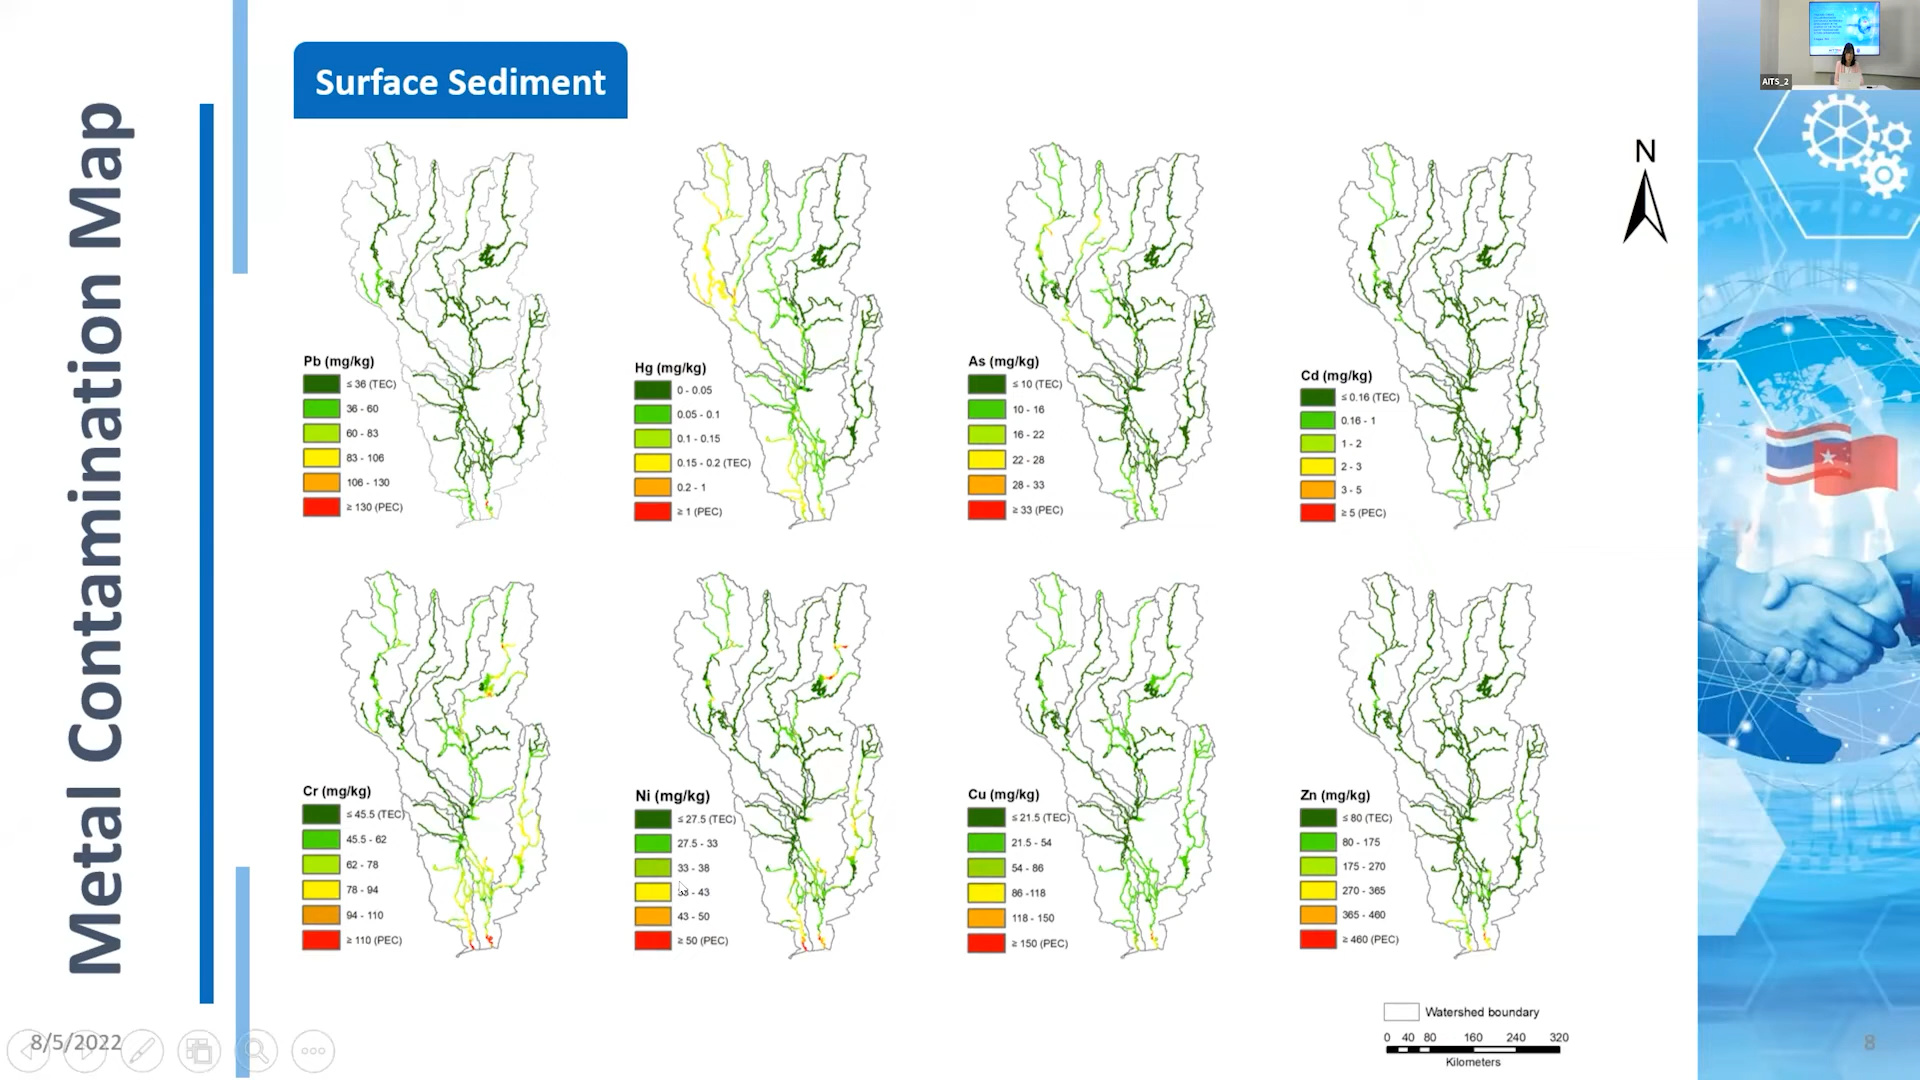 Surface Sediment
Metal Contamination Map
N
AITS_2
Pb (mg/kg)
≤ 36 (TEC)
36 - 60
60 - 83
83 - 106
106 - 130
≥ 130 (PEC)
Hg (mg/kg)
0 - 0.05
0.05 - 0.1
0.1 - 0.15
0.15 - 0.2 (TEC)
0.2 - 1
≥ 1 (PEC)
As (mg/kg)
≤ 10 (TEC)
10 - 16
16 - 22
22 - 28
28 - 33
≥ 33 (PEC)
Cd (mg/kg)
≤ 0.16 (TEC)
0.16 - 1
1 - 2
2 - 3
3 - 5
≥ 5 (PEC)
Cr (mg/kg)
≤ 45.5 (TEC)
45.5 - 62
62 - 78
78 - 94
94 - 110
≥ 110 (PEC)
Ni (mg/kg)
≤ 27.5 (TEC)
27.5 - 33
33 - 38
- 43
43 - 50
≥ 50 (PEC)
Cu (mg/kg)
≤ 21.5 (TEC)
21.5 - 54
54 - 86
86 -118
118 - 150
≥ 150 (PEC)
Zn (mg/kg)
≤ 80 (TEC)
80 - 175
175 - 270
270 - 365
365 - 460
≥ 460 (PEC)
Watershed boundary
0 40 80 160 240 320
Kilometers
8/5/2022
8